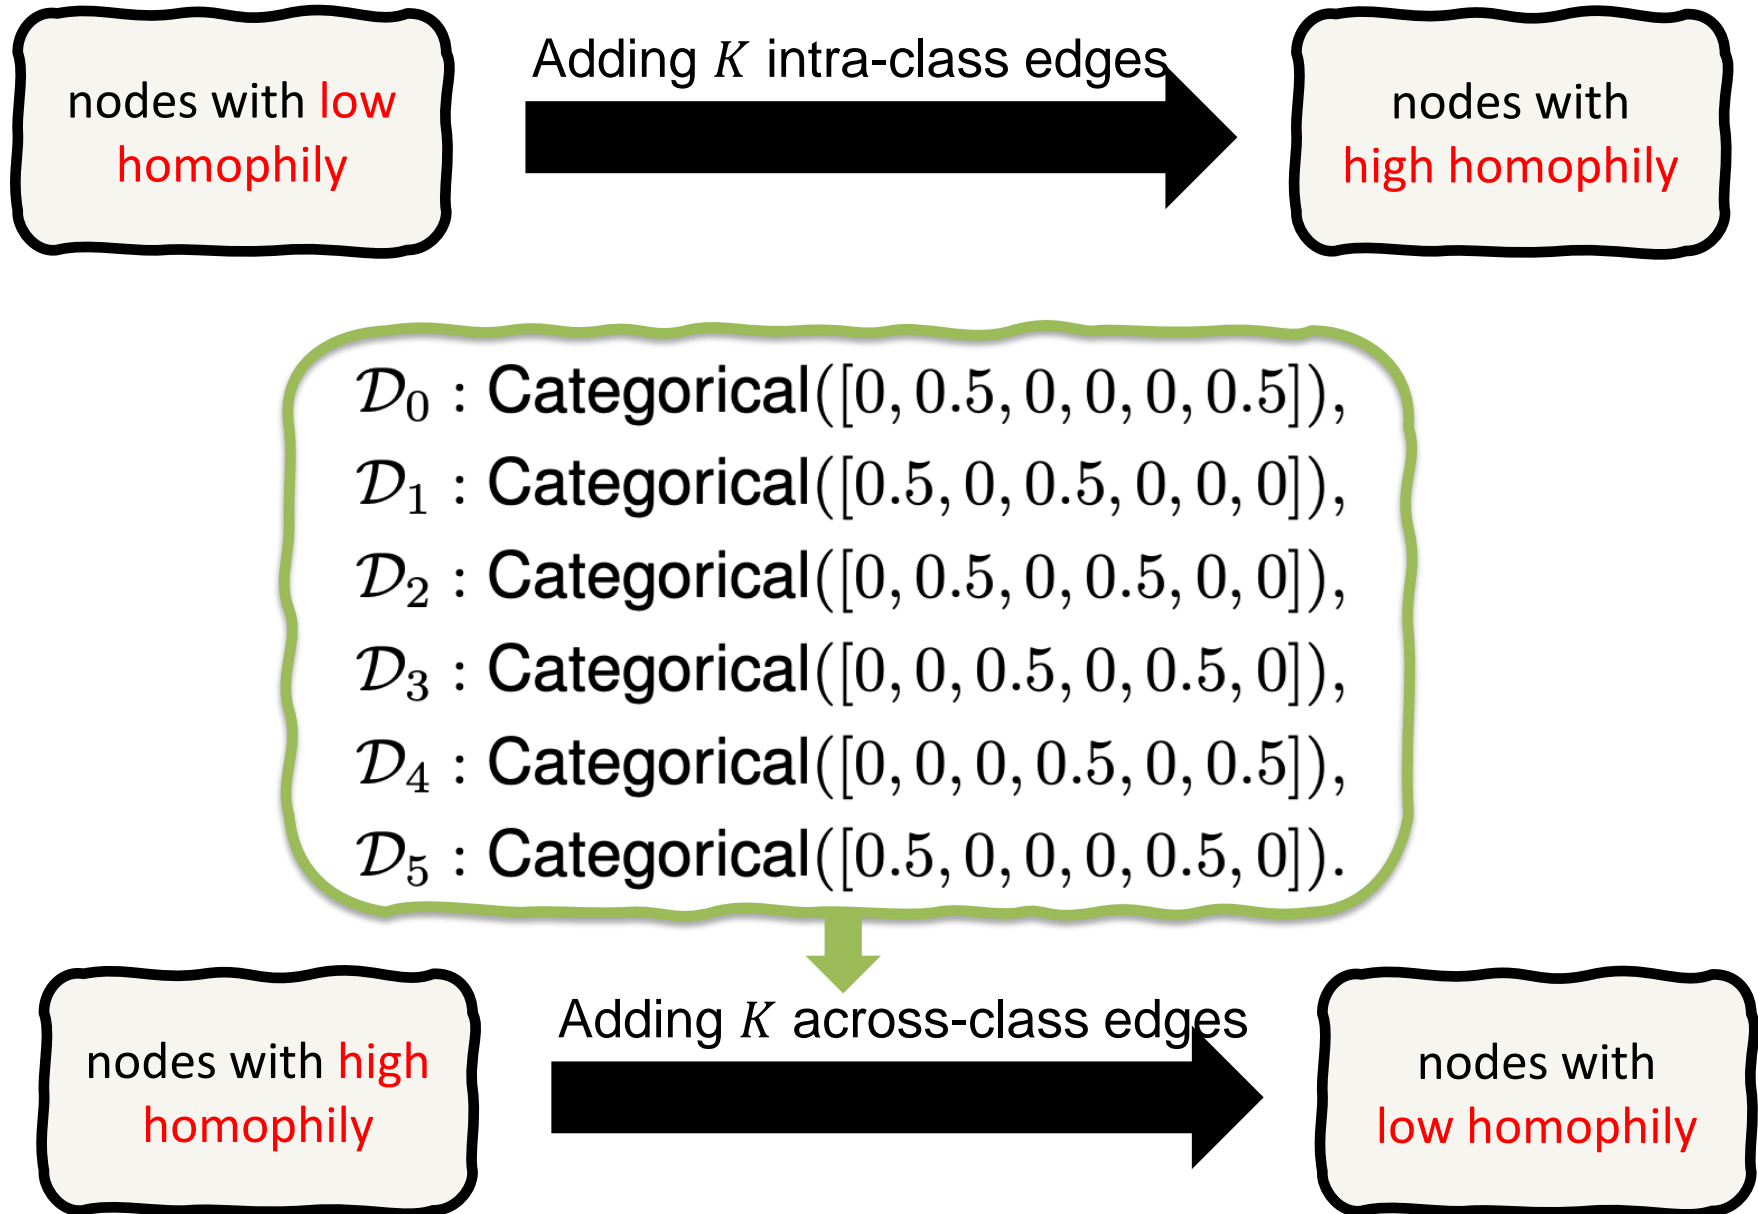 nodes with low
homophily
Adding K intra-class edges
nodes with
high homophily
𝒟₀ : Categorical([0, 0.5, 0, 0, 0, 0.5]),
𝒟₁ : Categorical([0.5, 0, 0.5, 0, 0, 0]),
𝒟₂ : Categorical([0, 0.5, 0, 0.5, 0, 0]),
𝒟₃ : Categorical([0, 0, 0.5, 0, 0.5, 0]),
𝒟₄ : Categorical([0, 0, 0, 0.5, 0, 0.5]),
𝒟₅ : Categorical([0.5, 0, 0, 0, 0.5, 0]).
nodes with high
homophily
Adding K across-class edges
nodes with
low homophily